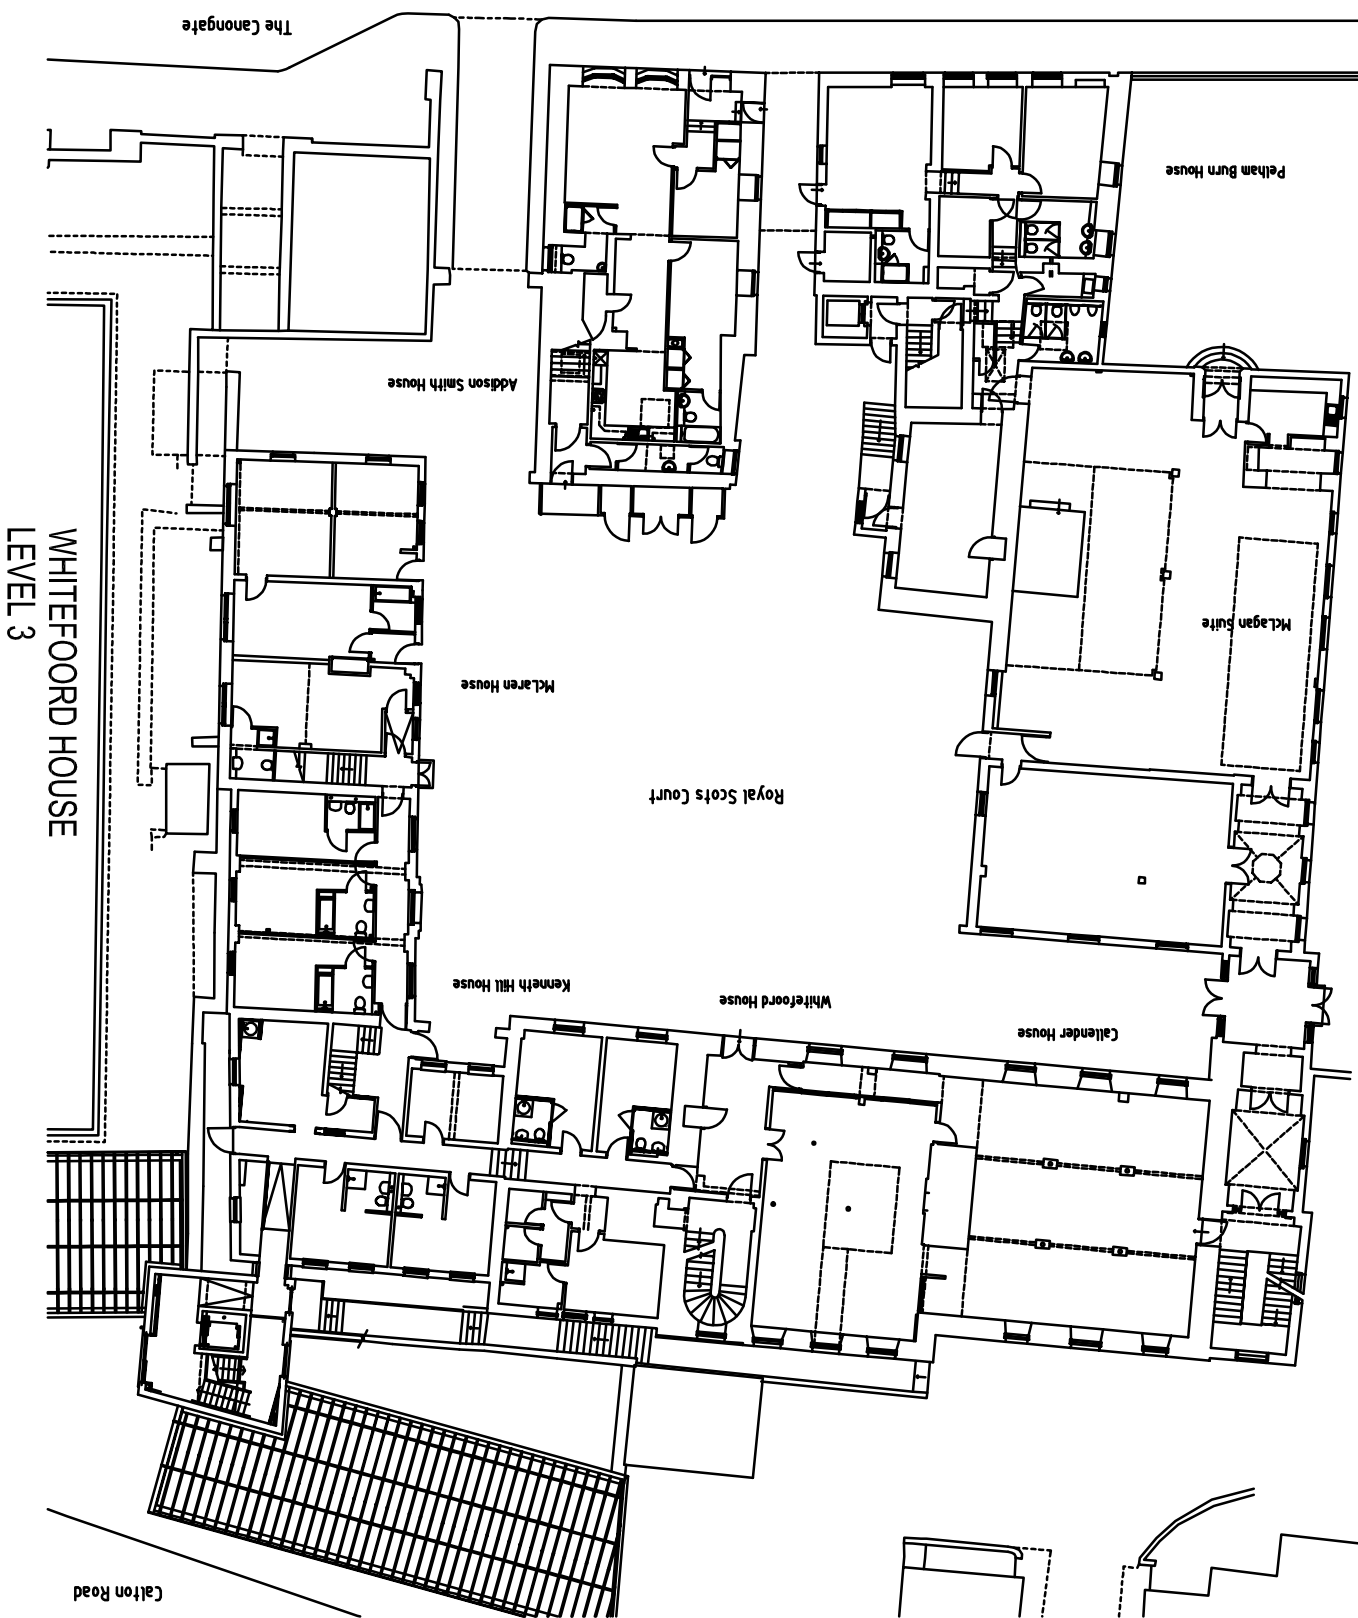 The Canongate
Pelham Burn House
Addison Smith House
WHITEFOORD HOUSE
LEVEL 3
McLagan Suite
McLaren House
Royal Scots Court
Kenneth Hill House
Whitefoord House
Callender House
Calton Road